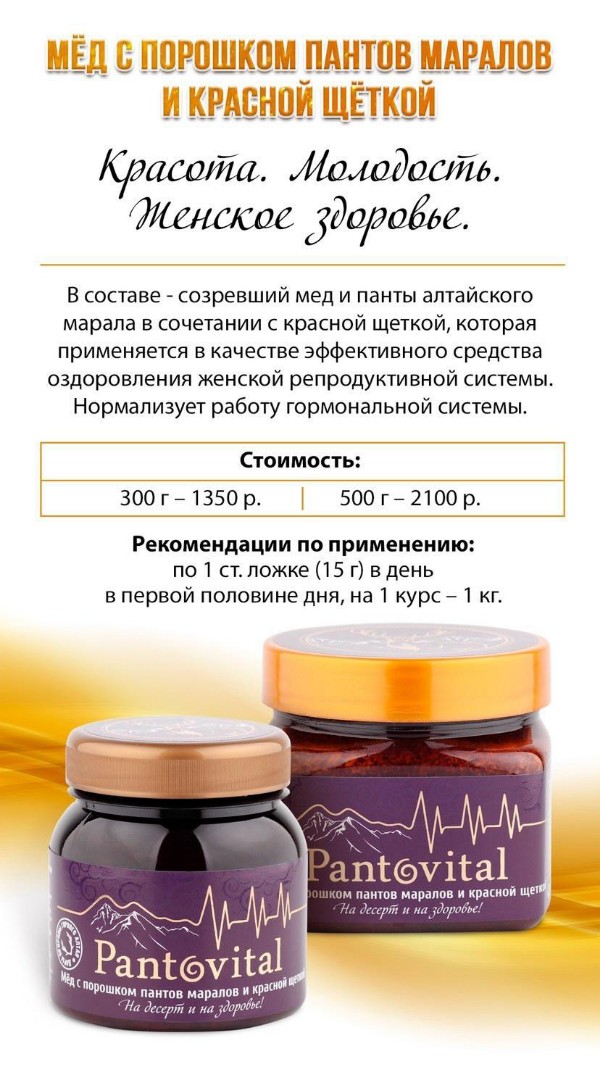 МЁД С ПОРОШКОМ ПАНТОВ МАРАЛОВ
И КРАСНОЙ ЩЁТКОЙ
Красота. Молодость.
Женское здоровье.
В составе - созревший мед и панты алтайского
марала в сочетании с красной щеткой, которая
применяется в качестве эффективного средства
оздоровления женской репродуктивной системы.
Нормализует работу гормональной системы.
Стоимость:
300 г – 1350 р. | 500 г – 2100 р.
Рекомендации по применению:
по 1 ст. ложке (15 г) в день
в первой половине дня, на 1 курс – 1 кг.
Pantovital
порошком пантов маралов и красной щеткой
На десерт и на здоровье!
Pantovital
Мёд с порошком пантов маралов и красной щеткой
На десерт и на здоровье!